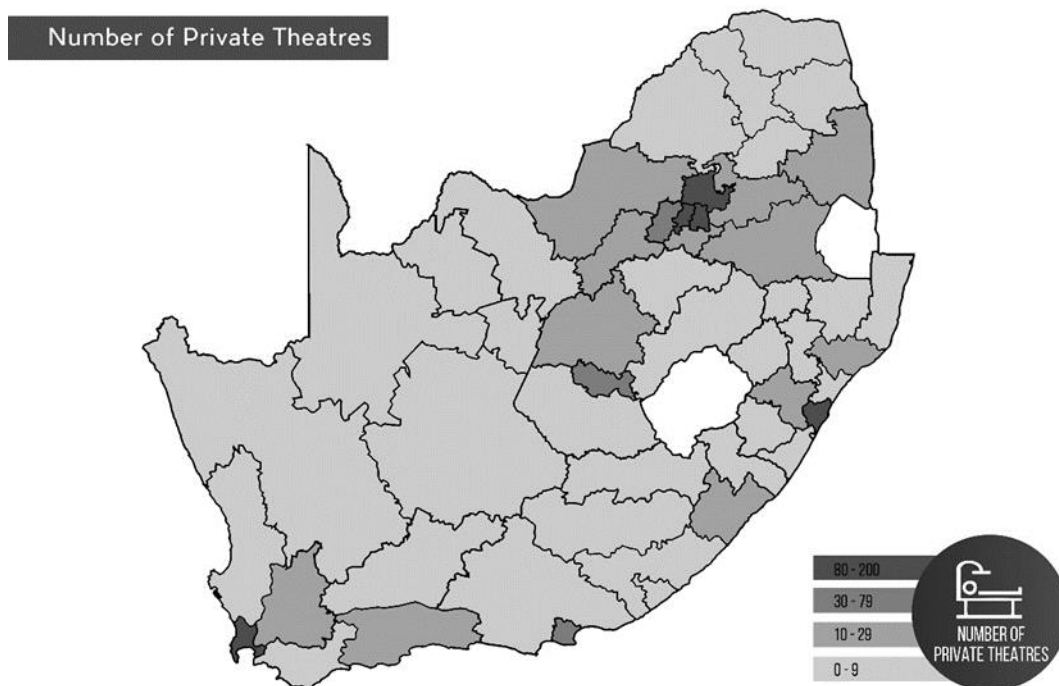 Number of Private Theatres
80 - 200
30 - 79
10 - 29
0 - 9
NUMBER OF
PRIVATE THEATRES